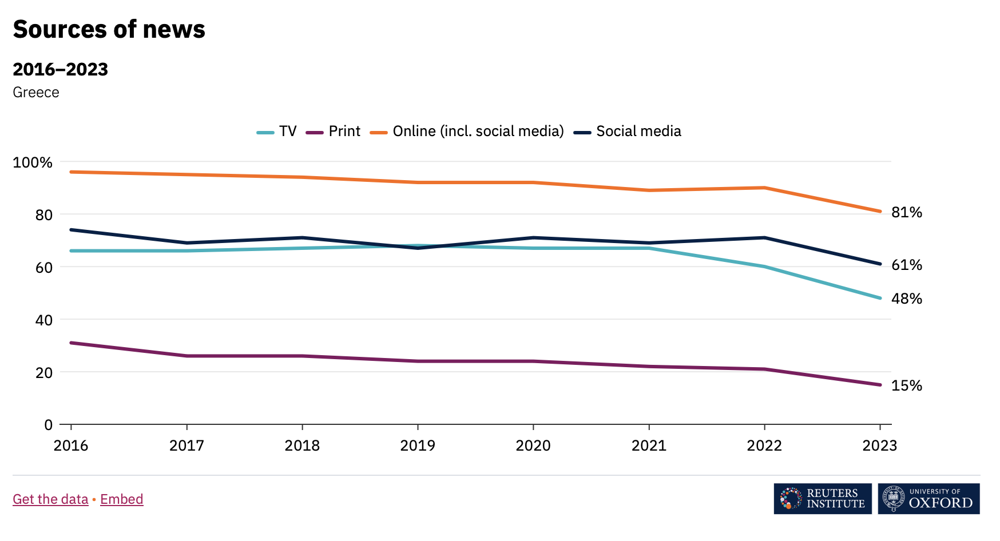 Sources of news
2016–2023
Greece
TV Print Online (incl. social media) Social media
100%
80
60
40
20
0
81%
61%
48%
15%
2016 2017 2018 2019 2020 2021 2022 2023
Get the data • Embed
REUTERS
INSTITUTE
UNIVERSITY OF
OXFORD